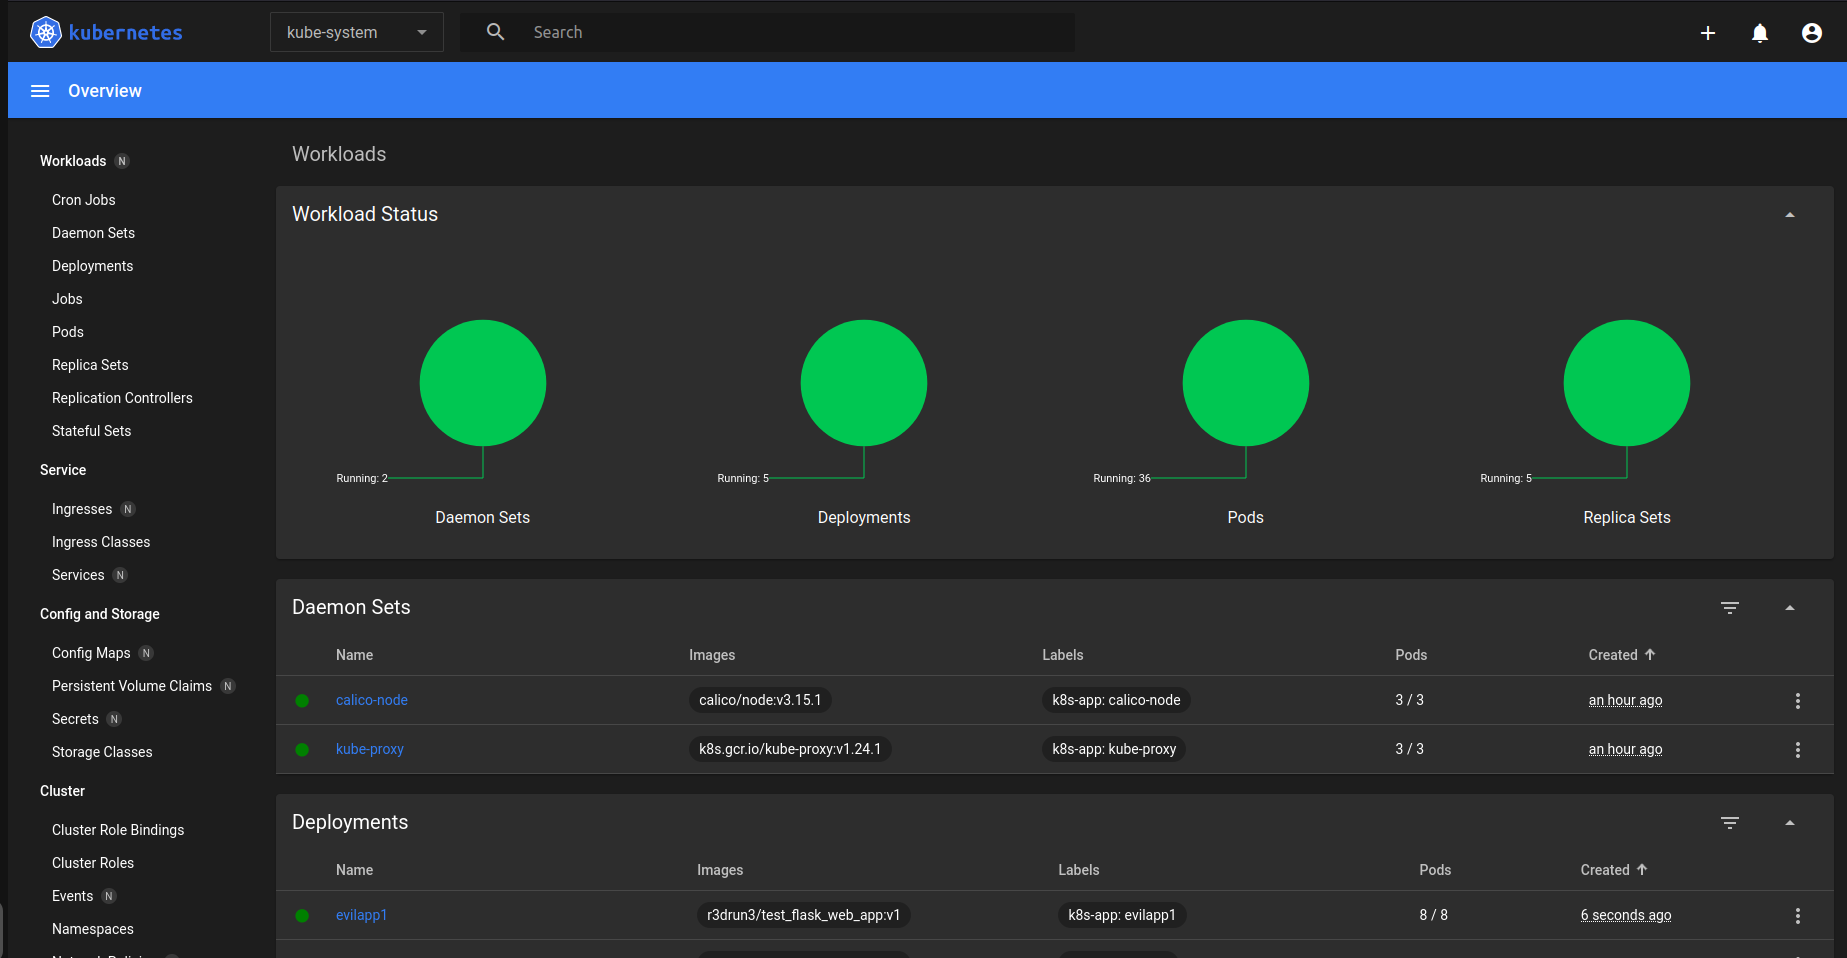 kubernetes
kube-system
Search
Overview
Workloads N
Cron Jobs
Daemon Sets
Deployments
Jobs
Pods
Replica Sets
Replication Controllers
Stateful Sets
Service
Ingresses N
Ingress Classes
Services N
Config and Storage
Config Maps N
Persistent Volume Claims N
Secrets N
Storage Classes
Cluster
Cluster Role Bindings
Cluster Roles
Events N
Namespaces
Workloads
Workload Status
Running: 2
Daemon Sets
Running: 5
Deployments
Running: 36
Pods
Running: 5
Replica Sets
Daemon Sets
Name Images Labels Pods Created
calico-node calico/node:v3.15.1 k8s-app: calico-node 3 / 3 an hour ago
kube-proxy k8s.gcr.io/kube-proxy:v1.24.1 k8s-app: kube-proxy 3 / 3 an hour ago
Deployments
Name Images Labels Pods Created
evilapp1 r3drun3/test_flask_web_app:v1 k8s-app: evilapp1 8 / 8 6 seconds ago